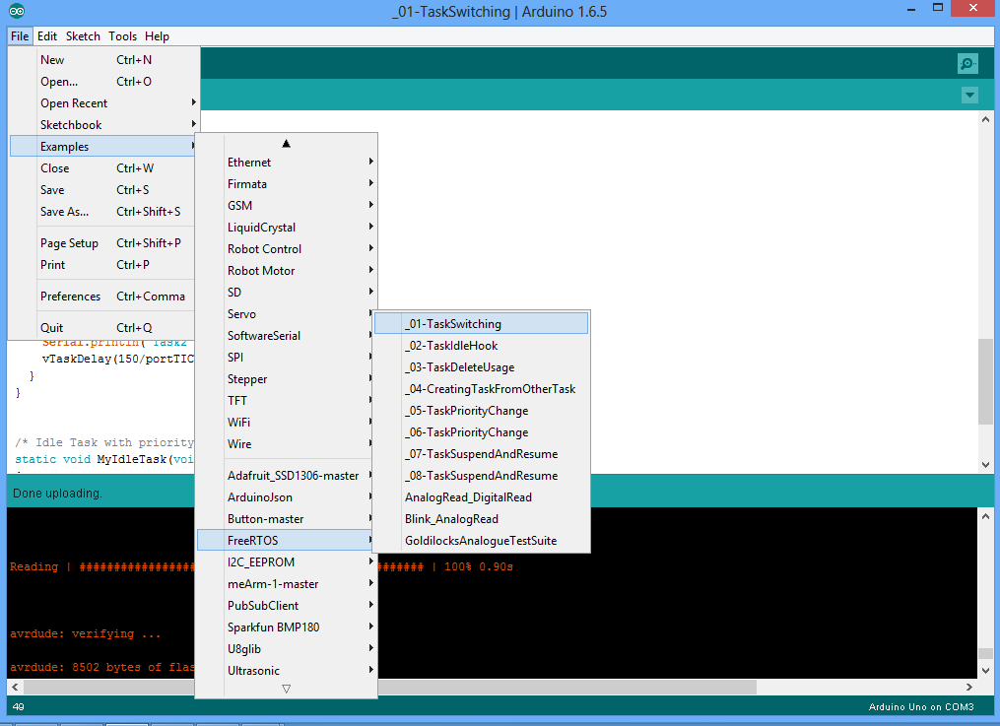 _01-TaskSwitching | Arduino 1.6.5
File Edit Sketch Tools Help
New Ctrl+N
Open... Ctrl+O
Open Recent
Sketchbook
Examples
Close Ctrl+W
Save Ctrl+S
Save As... Ctrl+Shift+S
Page Setup Ctrl+Shift+P
Print Ctrl+P
Preferences Ctrl+Comma
Quit Ctrl+Q
Ethernet
Firmata
GSM
LiquidCrystal
Robot Control
Robot Motor
SD
Servo
SoftwareSerial
SPI
Stepper
TFT
WiFi
Wire
Adafruit_SSD1306-master
ArduinoJson
Button-master
FreeRTOS
I2C_EEPROM
meArm-1-master
PubSubClient
Sparkfun BMP180
U8glib
Ultrasonic
_01-TaskSwitching
_02-TaskIdleHook
_03-TaskDeleteUsage
_04-CreatingTaskFromOtherTask
_05-TaskPriorityChange
_06-TaskPriorityChange
_07-TaskSuspendAndResume
_08-TaskSuspendAndResume
AnalogRead_DigitalRead
Blink_AnalogRead
GoldilocksAnalogueTestSuite
Serial.println("Task2
vTaskDelay(150/portTIC
}
}
/* Idle Task with priority
static void MyIdleTask(voi
Done uploading.
Reading | ################# ####### | 100% 0.90s
avrdude: verifying ...
avrdude: 8502 bytes of flas
49 Arduino Uno on COM3